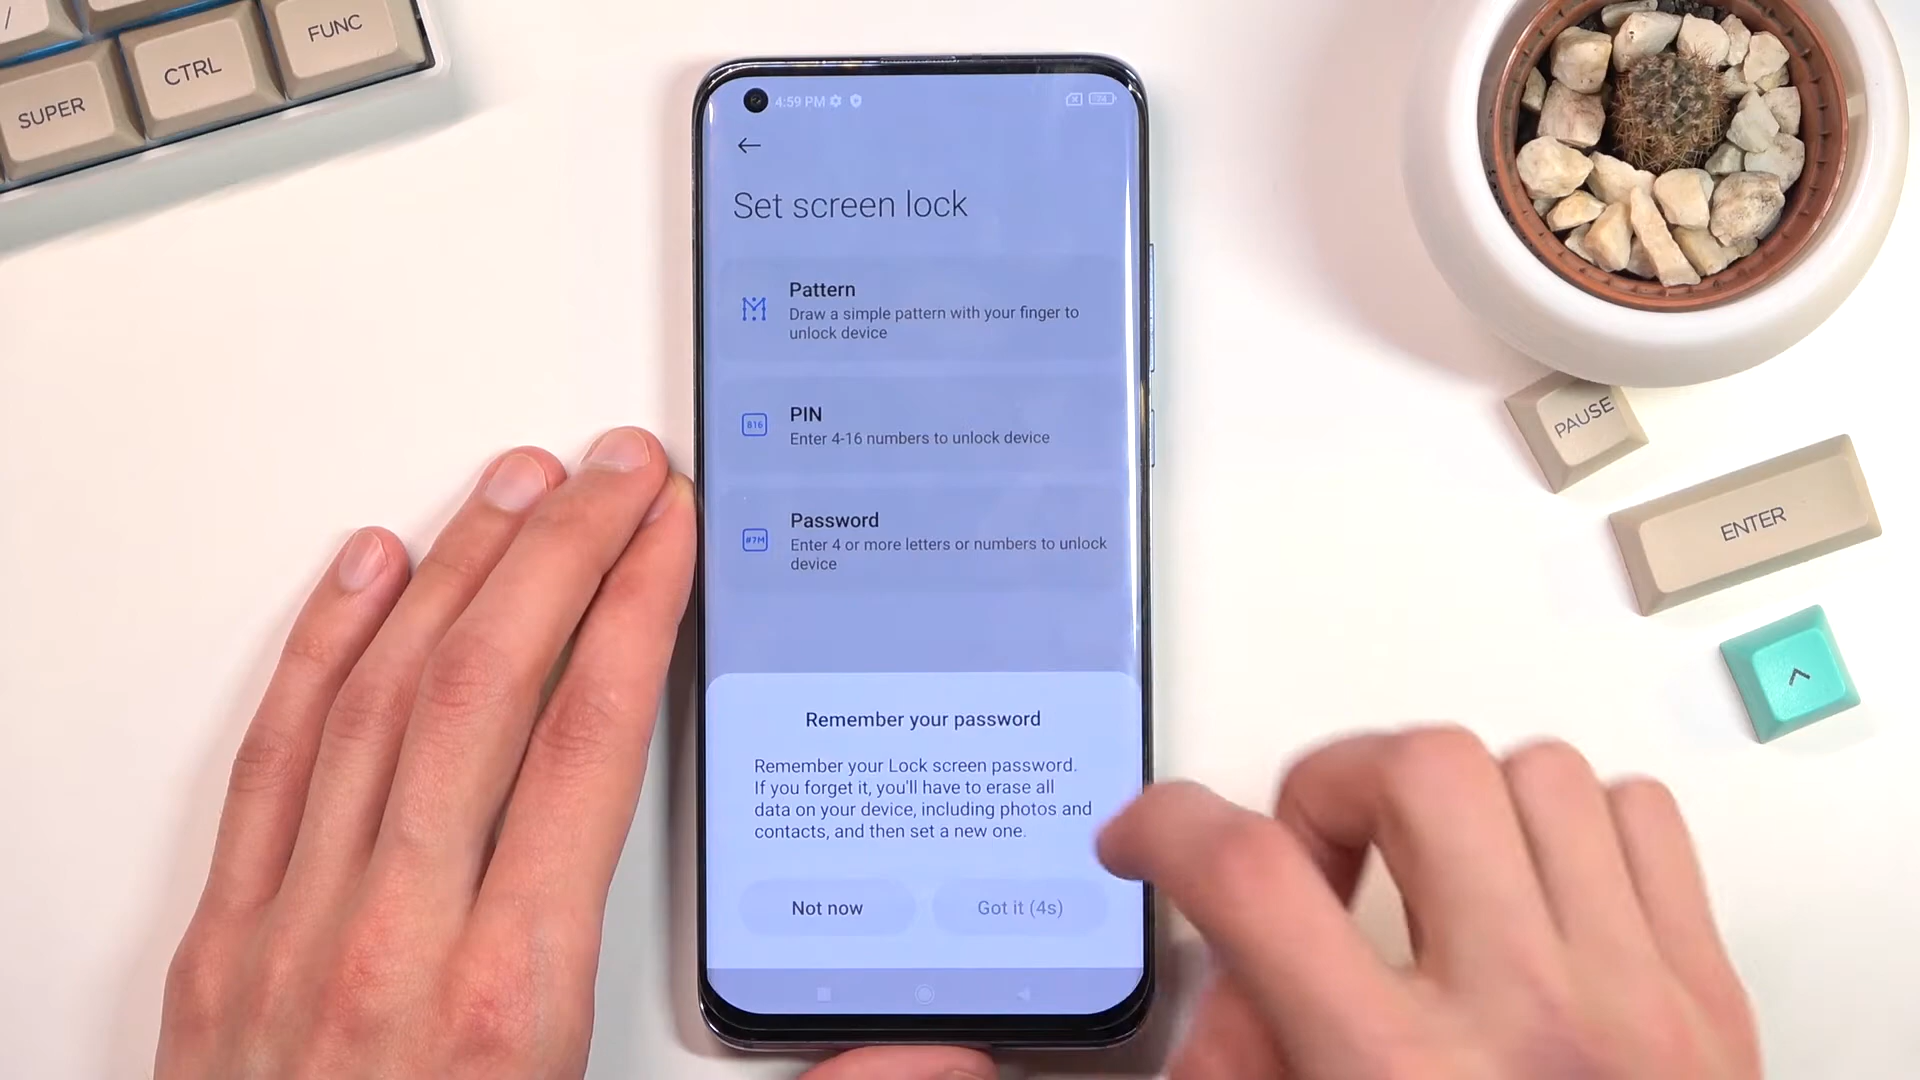 FUNC
CTRL
SUPER
4:59 PM
74
Set screen lock
Pattern
Draw a simple pattern with your finger to
unlock device
816
PIN
Enter 4-16 numbers to unlock device
#7M
Password
Enter 4 or more letters or numbers to unlock
device
Remember your password
Remember your Lock screen password.
If you forget it, you'll have to erase all
data on your device, including photos and
contacts, and then set a new one.
Not now
Got it (4s)
PAUSE
ENTER